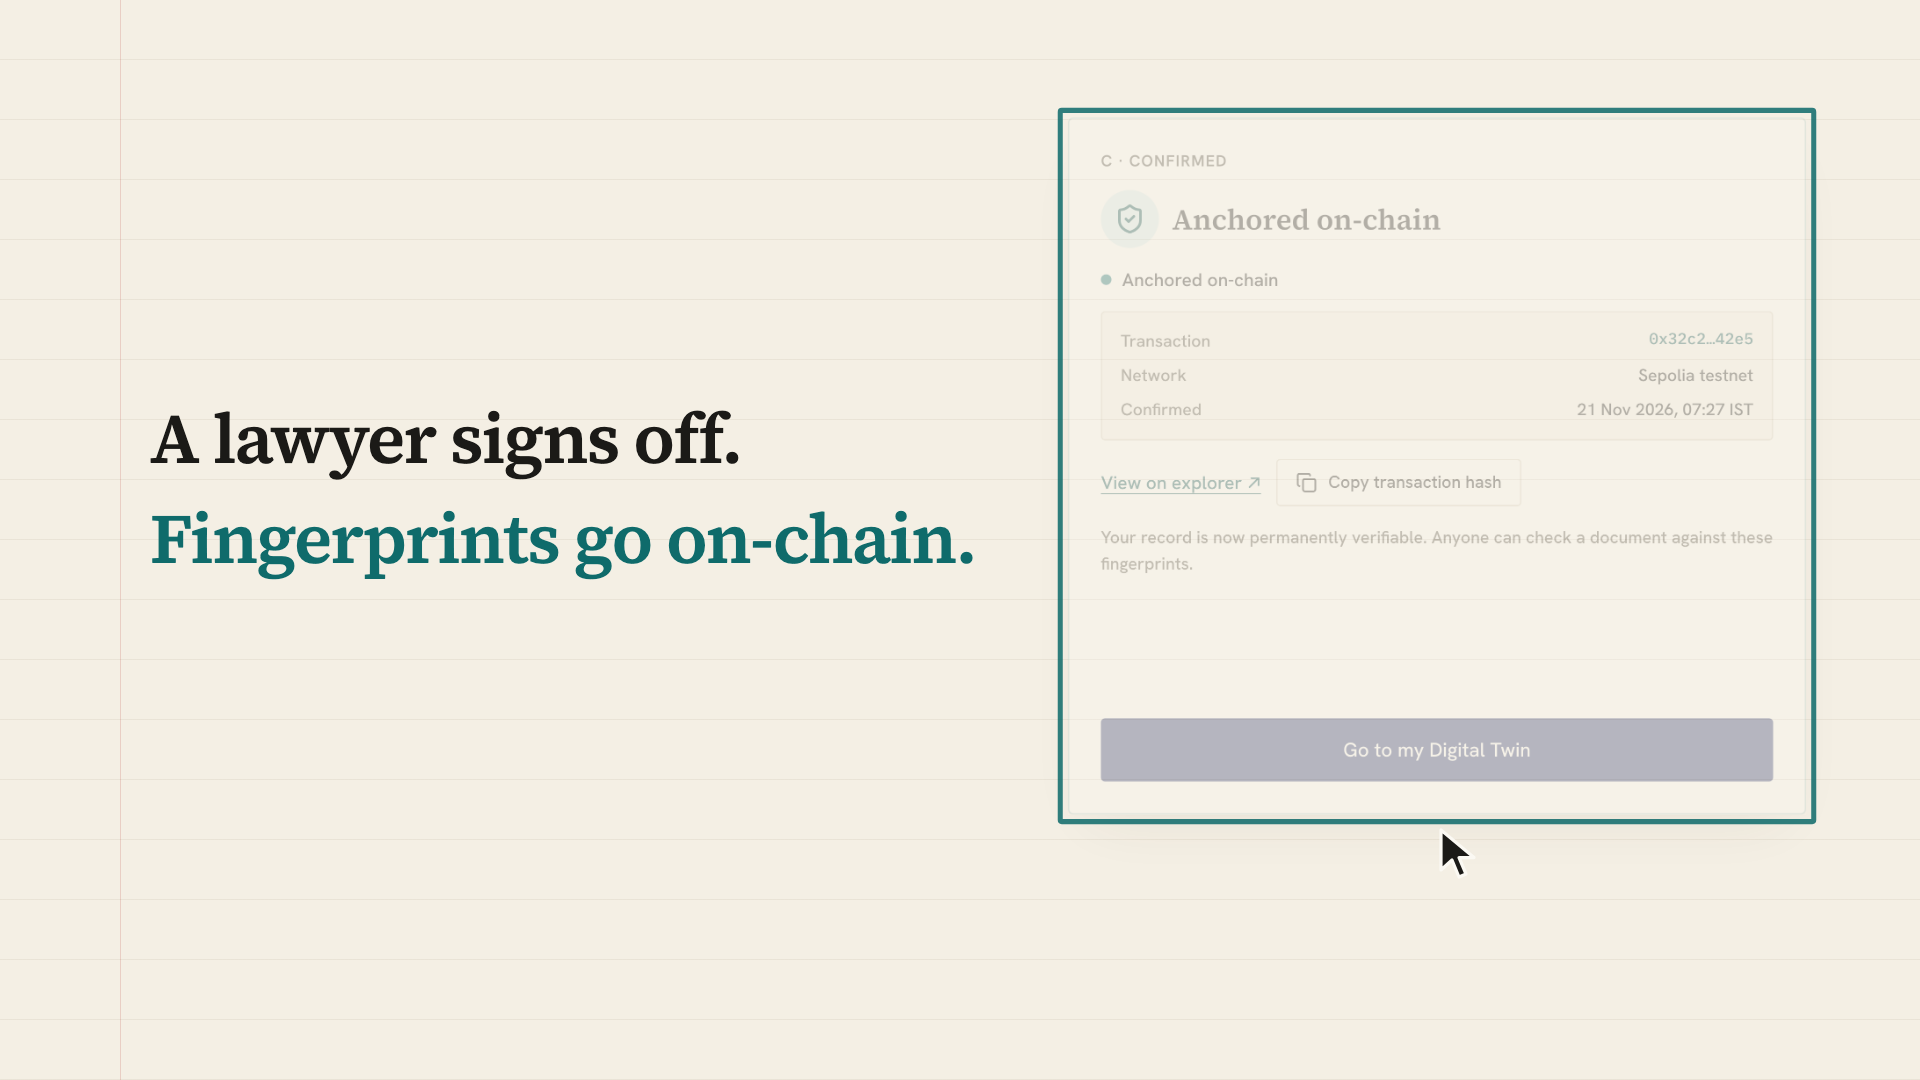 A lawyer signs off.
Fingerprints go on-chain.
C · CONFIRMED
Anchored on-chain
Anchored on-chain
Transaction 0x32c2…42e5
Network Sepolia testnet
Confirmed 21 Nov 2026, 07:27 IST
View on explorer ↗ Copy transaction hash
Your record is now permanently verifiable. Anyone can check a document against these
fingerprints.
Go to my Digital Twin